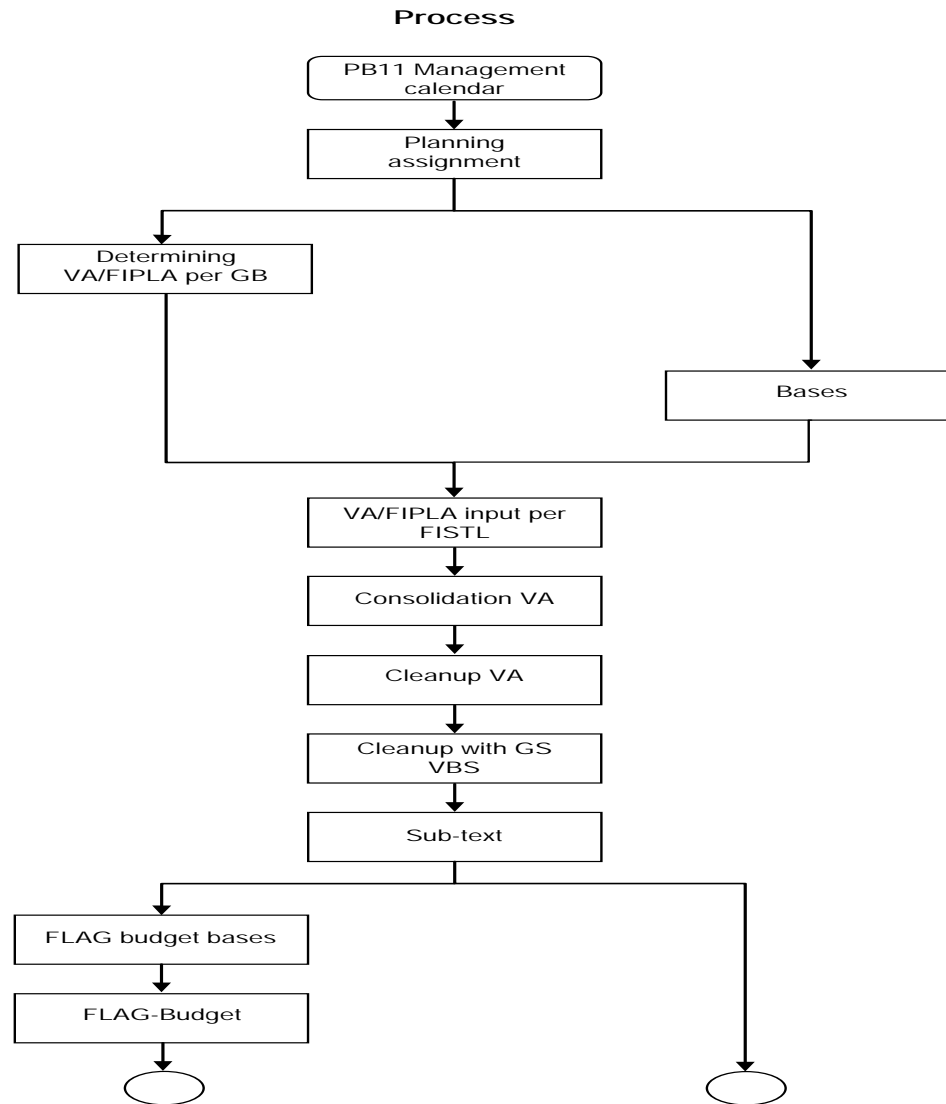 Process
PB11 Management
calendar
Planning
assignment
Determining
VA/FIPLA per GB
Bases
VA/FIPLA input per
FISTL
Consolidation VA
Cleanup VA
Cleanup with GS
VBS
Sub-text
FLAG budget bases
FLAG-Budget